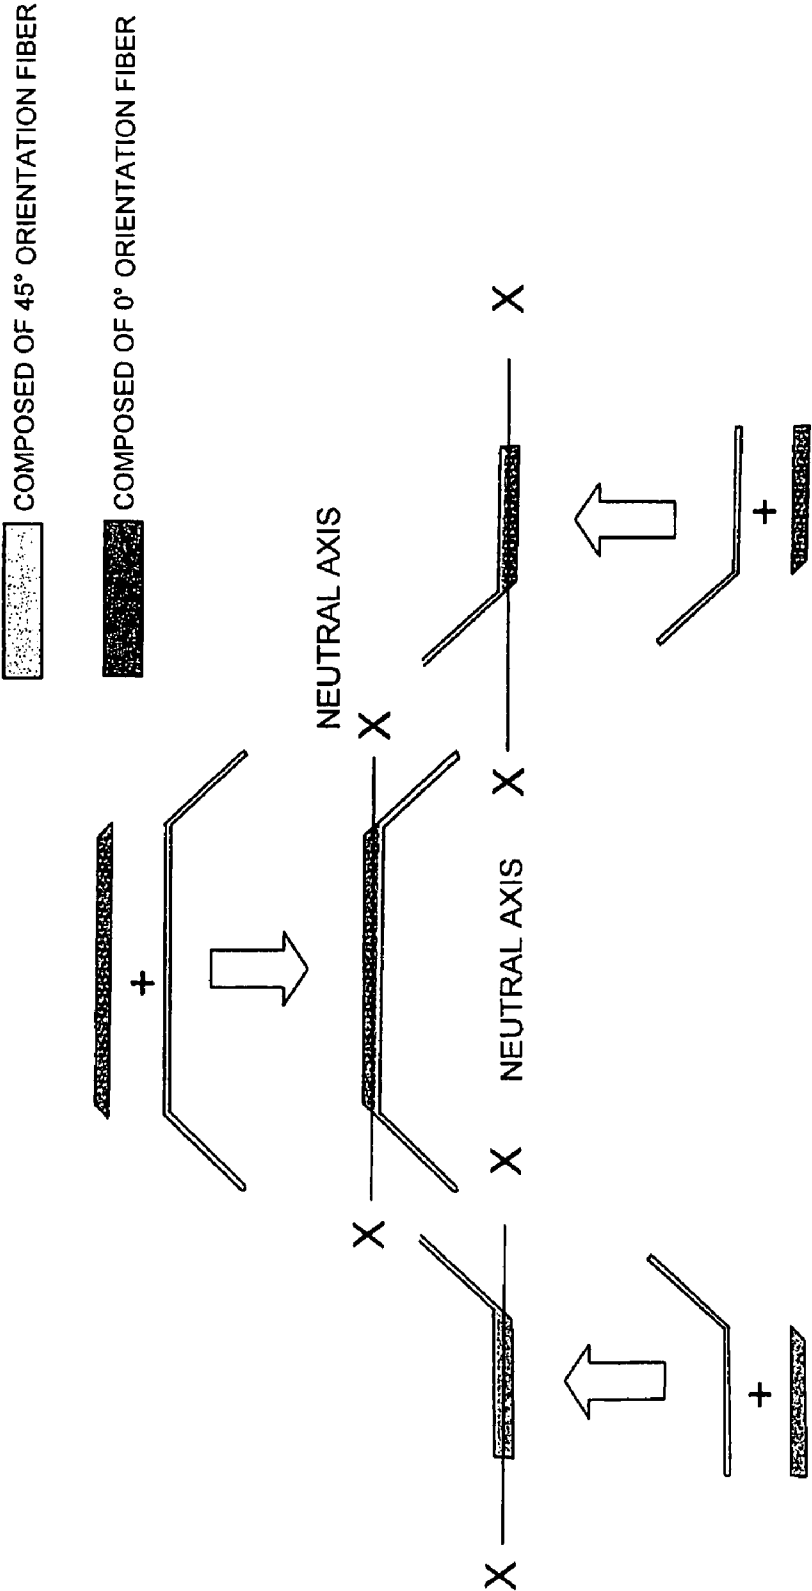 COMPOSED OF 45° ORIENTATION FIBER
COMPOSED OF 0° ORIENTATION FIBER
+
NEUTRAL AXIS
X X
X X NEUTRAL AXIS X X
+ +